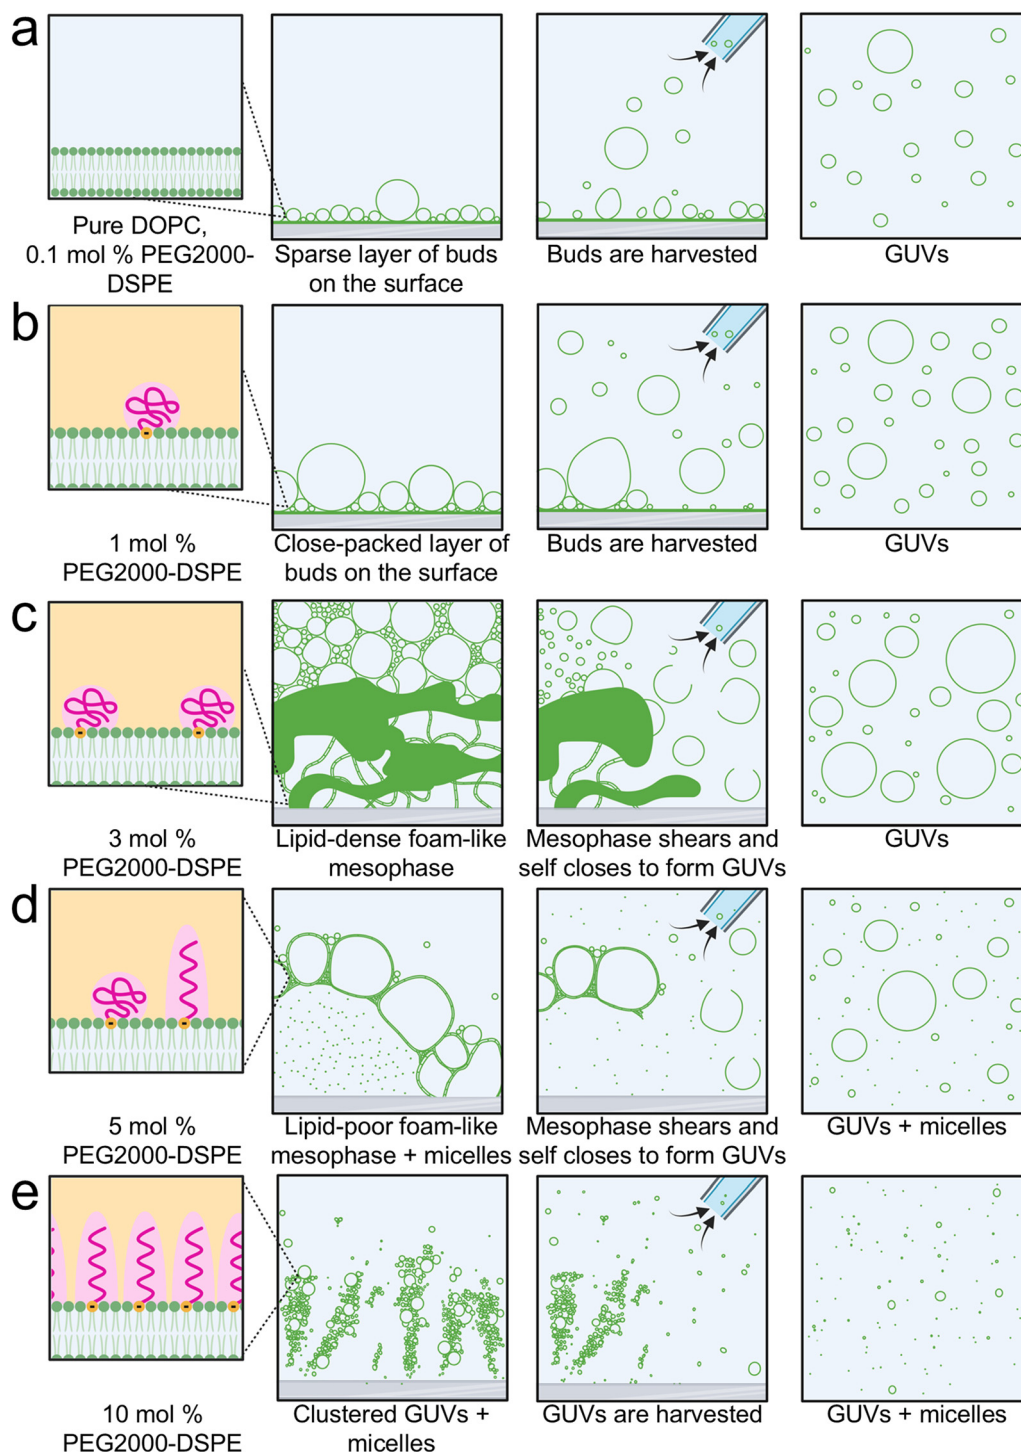 a
Pure DOPC,
0.1 mol % PEG2000-
DSPE
Sparse layer of buds
on the surface
Buds are harvested
GUVs
b
1 mol %
PEG2000-DSPE
Close-packed layer of
buds on the surface
Buds are harvested
GUVs
c
3 mol %
PEG2000-DSPE
Lipid-dense foam-like
mesophase
Mesophase shears and
self closes to form GUVs
GUVs
d
5 mol %
PEG2000-DSPE
Lipid-poor foam-like
mesophase + micelles
Mesophase shears and
self closes to form GUVs
GUVs + micelles
e
10 mol %
PEG2000-DSPE
Clustered GUVs +
micelles
GUVs are harvested
GUVs + micelles